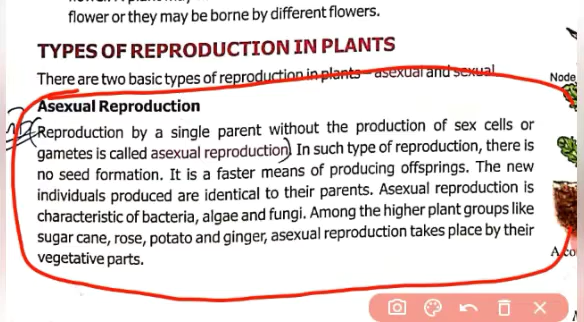 flower or they may be borne by different flowers.
TYPES OF REPRODUCTION IN PLANTS
There are two basic types of reproduction in plants – asexual and sexual
Node
Asexual Reproduction
Reproduction by a single parent without the production of sex cells or
gametes is called asexual reproduction. In such type of reproduction, there is
no seed formation. It is a faster means of producing offsprings. The new
individuals produced are identical to their parents. Asexual reproduction is
characteristic of bacteria, algae and fungi. Among the higher plant groups like
sugar cane, rose, potato and ginger, asexual reproduction takes place by their
vegetative parts.